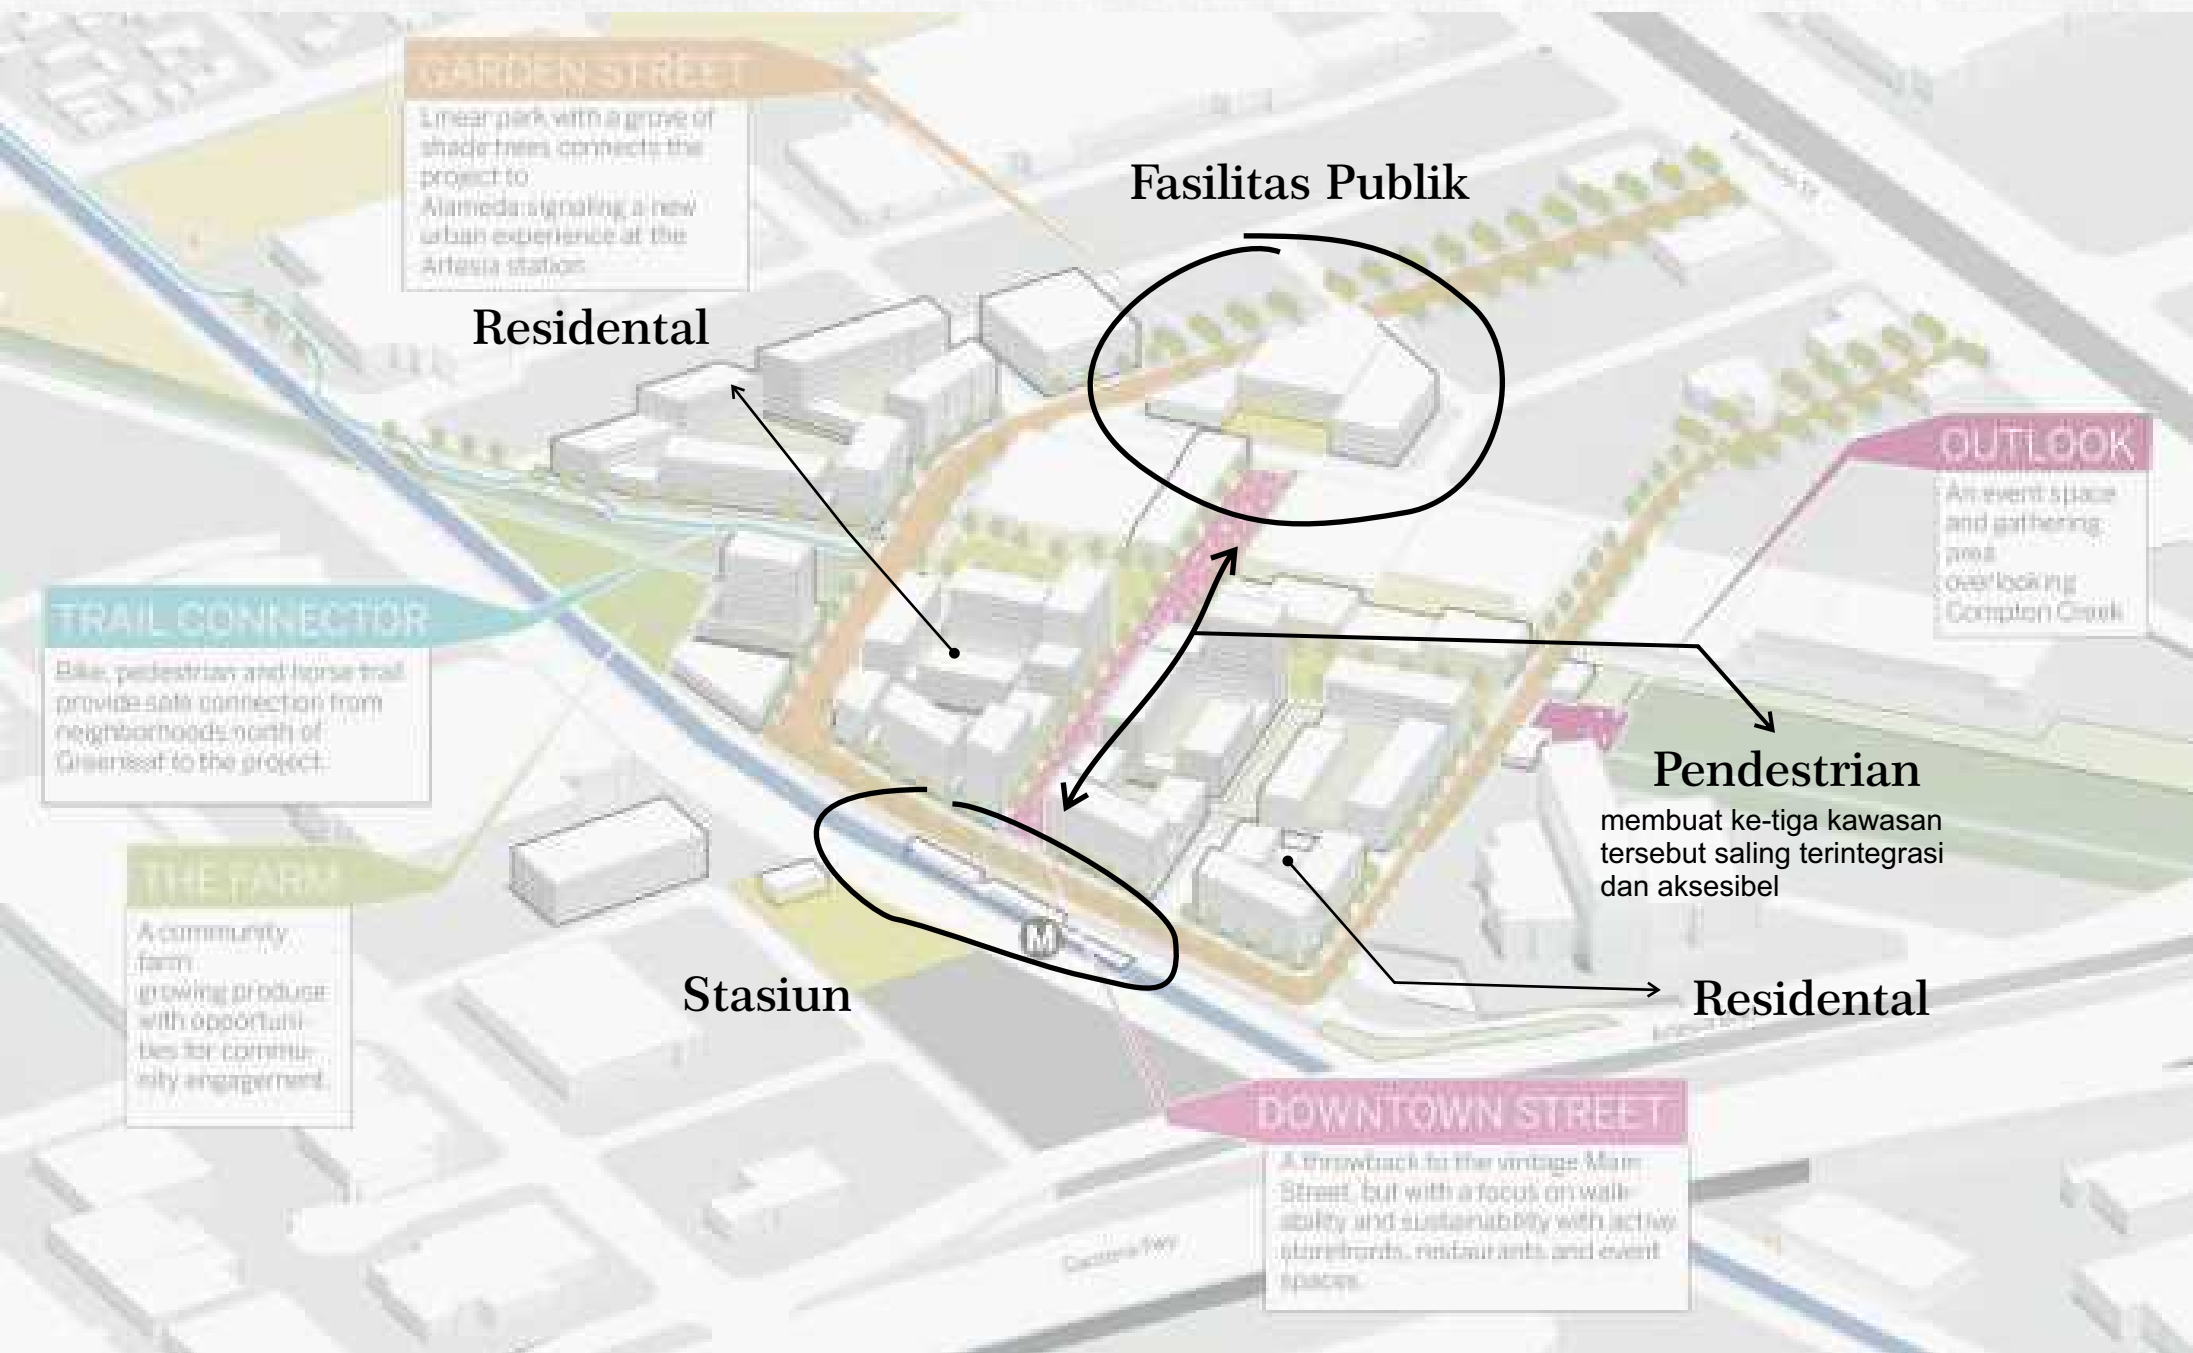 GARDEN STREET
Linear park with a grove of
shade trees connects the
project to
Alameda signaling a new
urban experience at the
Artesia station.
Fasilitas Publik
Residental
OUTLOOK
An event space
and gathering
area
overlooking
Compton Creek
TRAIL CONNECTOR
Bike, pedestrian and horse trail
provide safe connection from
neighborhoods north of
Greenleaf to the project.
Pendestrian
membuat ke-tiga kawasan
tersebut saling terintegrasi
dan aksesibel
THE FARM
A community
farm
growing produce
with opportuni-
ties for commu-
nity engagement.
M
Stasiun
Residental
DOWNTOWN STREET
A throwback to the vintage Main
Street, but with a focus on walk-
ability and sustainability with active
storefronts, restaurants and event
spaces.